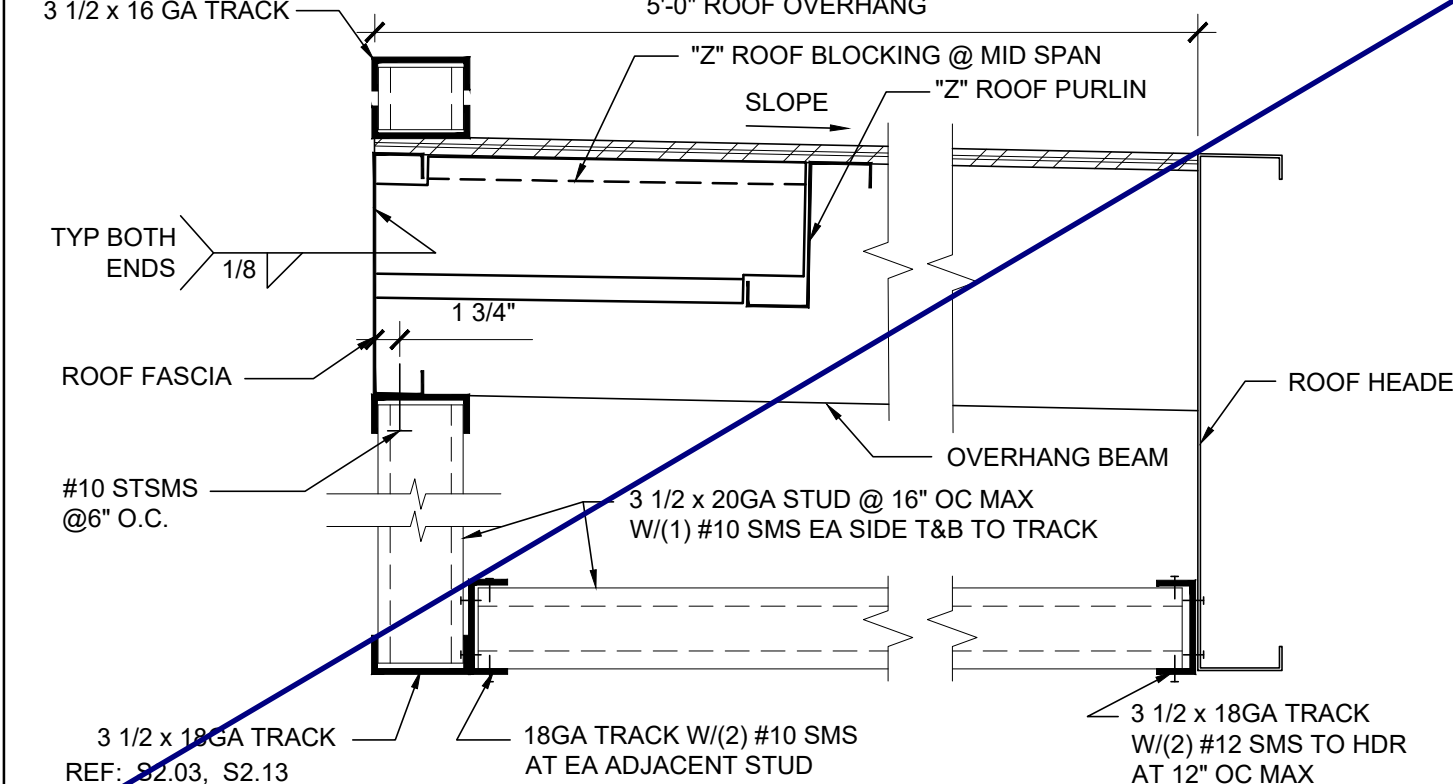 3 1/2 x 16 GA TRACK
5'-0" ROOF OVERHANG
"Z" ROOF BLOCKING @ MID SPAN
"Z" ROOF PURLIN
SLOPE
TYP BOTH
ENDS
1/8
1 3/4"
ROOF FASCIA
ROOF HEADE
OVERHANG BEAM
#10 STSMS
@6" O.C.
3 1/2 x 20GA STUD @ 16" OC MAX
W/(1) #10 SMS EA SIDE T&B TO TRACK
3 1/2 x 18GA TRACK
REF: S2.03, S2.13
18GA TRACK W/(2) #10 SMS
AT EA ADJACENT STUD
3 1/2 x 18GA TRACK
W/(2) #12 SMS TO HDR
AT 12" OC MAX